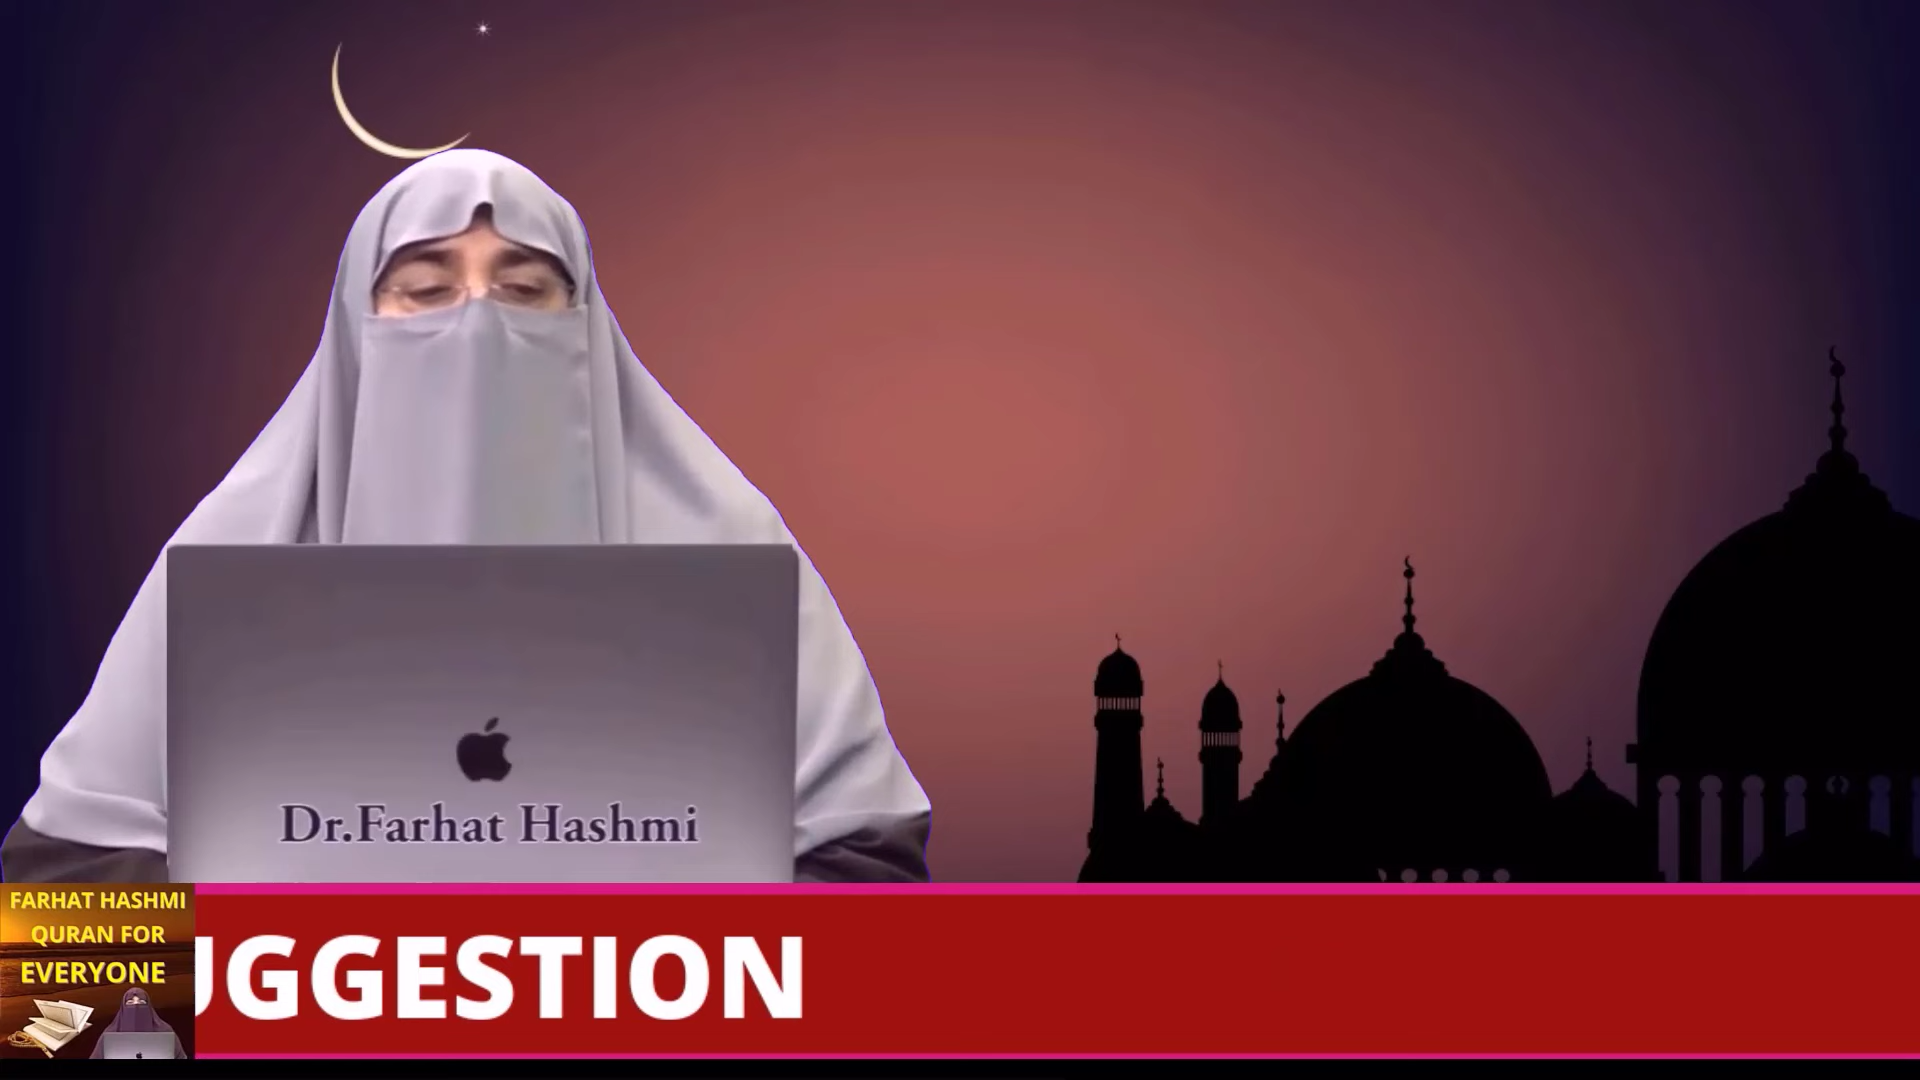 Dr.Farhat Hashmi
FARHAT HASHMI
QURAN FOR
EVERYONE
UGGESTION